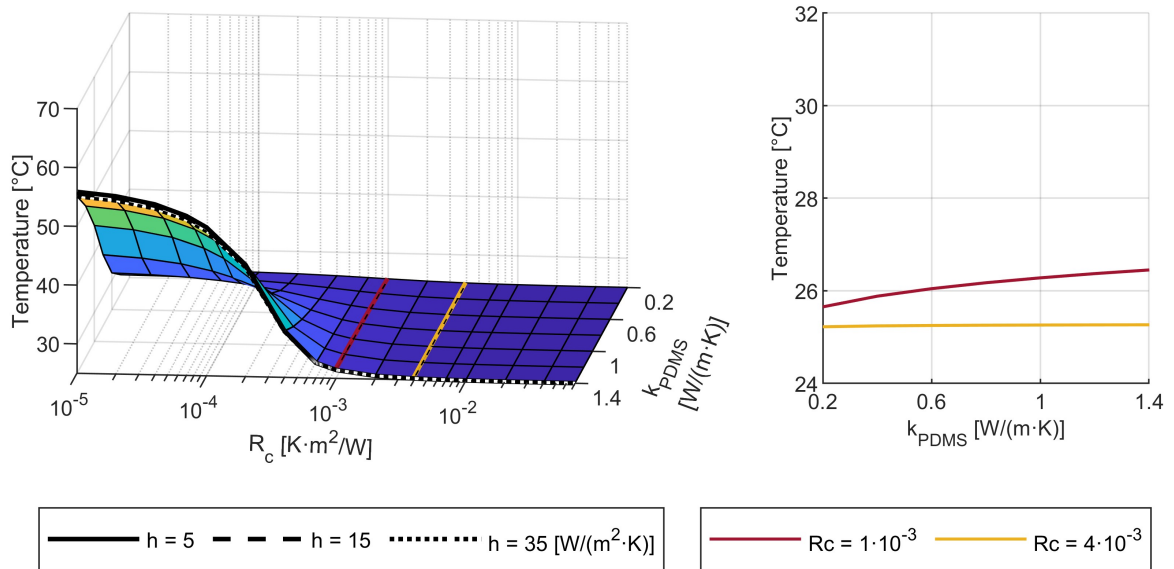 Temperature [°C]
70
60
50
40
30
10⁻⁵
10⁻⁴
10⁻³
10⁻²
R_c [K·m²/W]
0.2
0.6
1
1.4
k_PDMS
[W/(m·K)]
Temperature [°C]
32
30
28
26
24
0.2
0.6
1
1.4
k_PDMS [W/(m·K)]
h = 5 h = 15 h = 35 [W/(m²·K)]
Rc = 1·10⁻³ Rc = 4·10⁻³